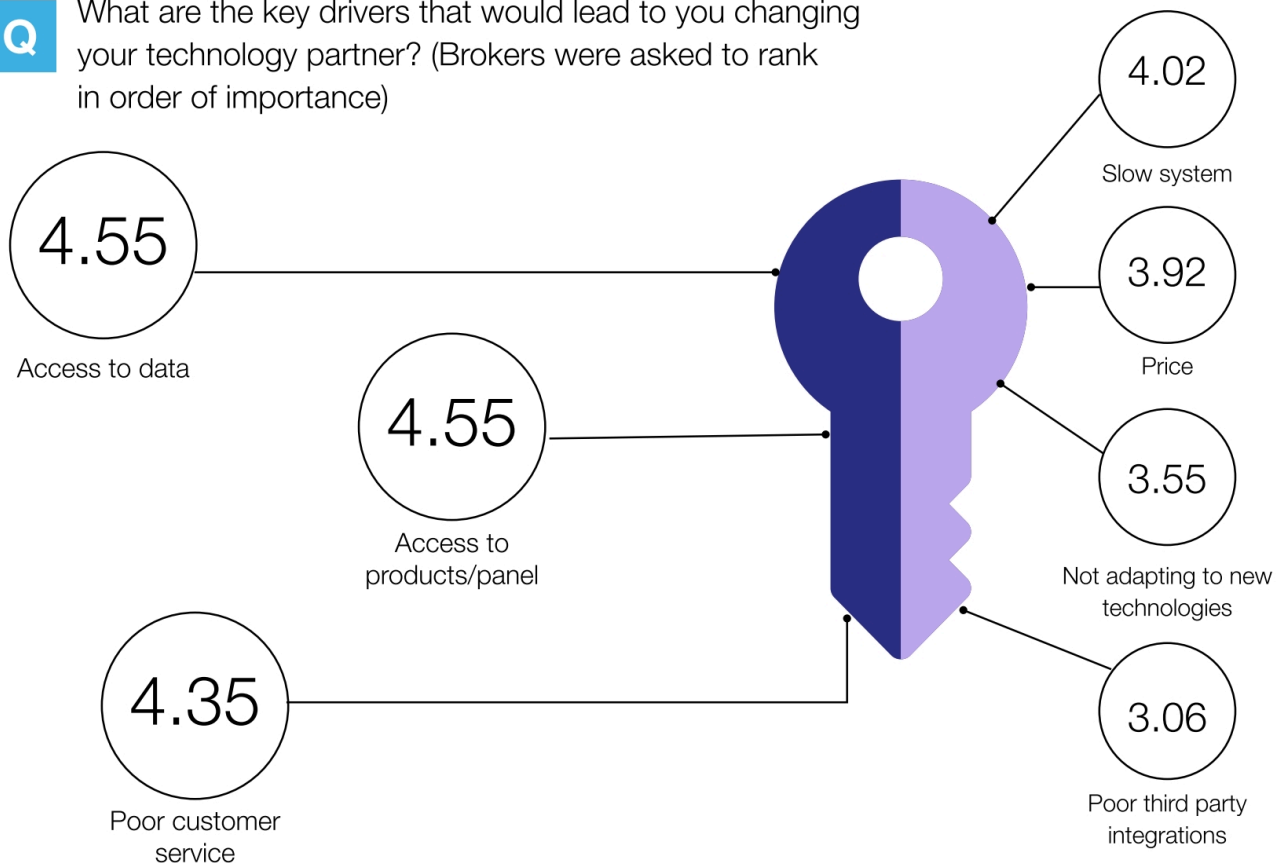 Q
What are the key drivers that would lead to you changing
your technology partner? (Brokers were asked to rank
in order of importance)
4.55
Access to data
4.55
Access to
products/panel
4.35
Poor customer
service
4.02
Slow system
3.92
Price
3.55
Not adapting to new
technologies
3.06
Poor third party
integrations